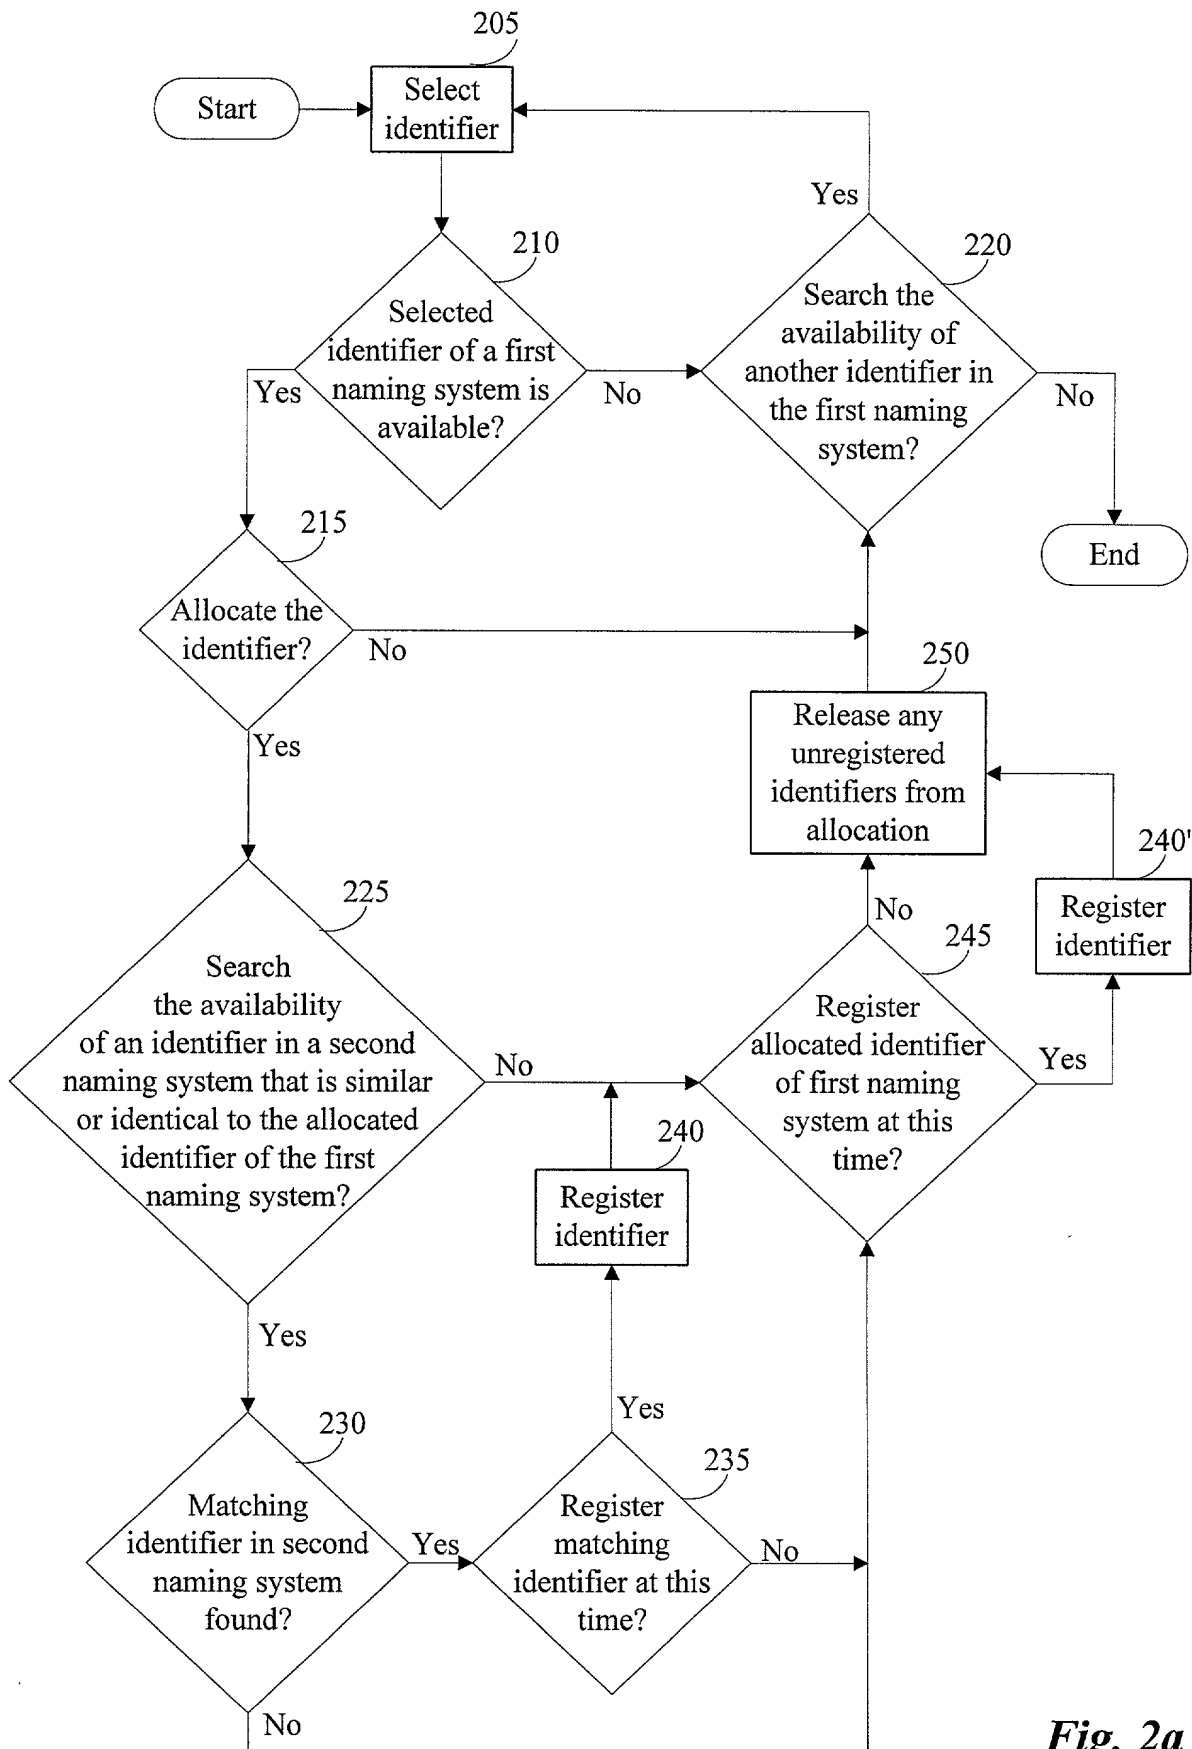 205
Start
Select
identifier
Yes
210
220
Selected
identifier of a first
naming system is
available?
Search the
availability of
another identifier in
the first naming
system?
Yes
No
No
215
End
Allocate the
identifier?
No
250
Yes
Release any
unregistered
identifiers from
allocation
240'
225
No
Register
identifier
245
Search
the availability
of an identifier in a second
naming system that is similar
or identical to the allocated
identifier of the first
naming system?
No
Register
allocated identifier
of first naming
system at this
time?
Yes
240
Register
identifier
Yes
Yes
230
235
Matching
identifier in second
naming system
found?
Yes
Register
matching
identifier at this
time?
No
No
Fig. 2a